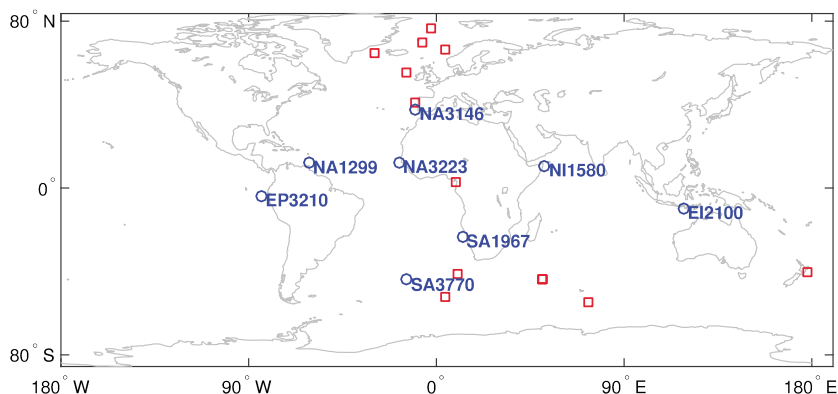 80° N
NA3146
NA1299
NA3223
NI1580
0°
EP3210
EI2100
SA1967
SA3770
80° S
180° W
90° W
0°
90° E
180° E